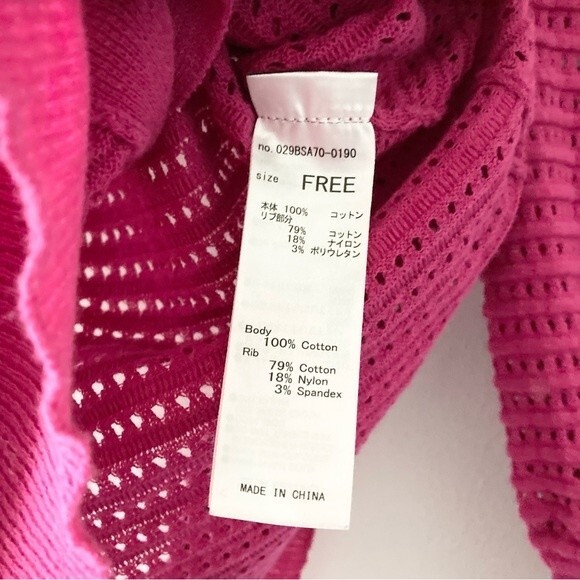 no. 029BSA70-0190
size FREE
本体 100% コットン
リブ部分
79% コットン
18% ナイロン
3% ポリウレタン
Body
100% Cotton
Rib
79% Cotton
18% Nylon
3% Spandex
MADE IN CHINA